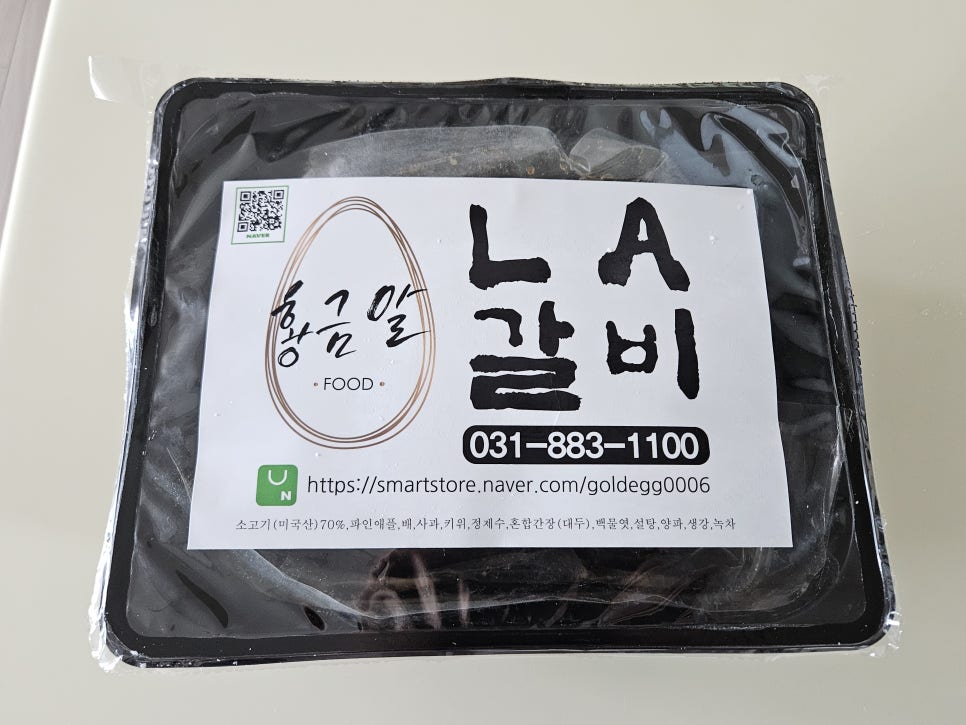 NAVER
황금알
FOOD
LA
갈비
031-883-1100
N
https://smartstore.naver.com/goldegg0006
소고기(미국산)70%,파인애플,배,사과,키위,정제수,혼합간장(대두),백물엿,설탕,양파,생강,녹차